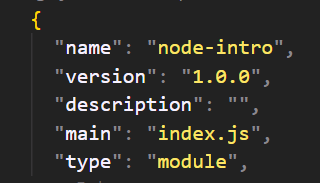 {
"name": "node-intro",
"version": "1.0.0",
"description": "",
"main": "index.js",
"type": "module",